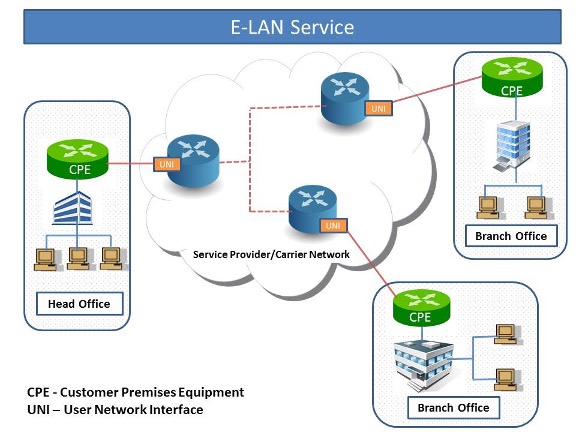 E-LAN Service
CPE
UNI
CPE
UNI
Branch Office
UNI
Service Provider/Carrier Network
Head Office
CPE
Branch Office
CPE - Customer Premises Equipment
UNI – User Network Interface